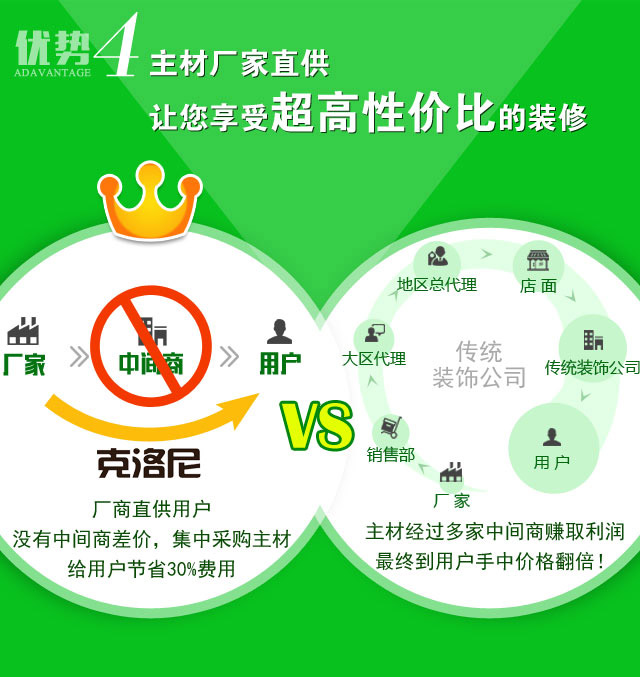 优势4
ADAVANTAGE
主材厂家直供
让您享受超高性价比的装修
厂家
中间商
用户
克洛尼
厂商直供用户
没有中间商差价，集中采购主材
给用户节省30%费用
VS
地区总代理
店面
大区代理
传统
装饰公司
传统装饰公司
销售部
用户
厂家
主材经过多家中间商赚取利润
最终到用户手中价格翻倍！